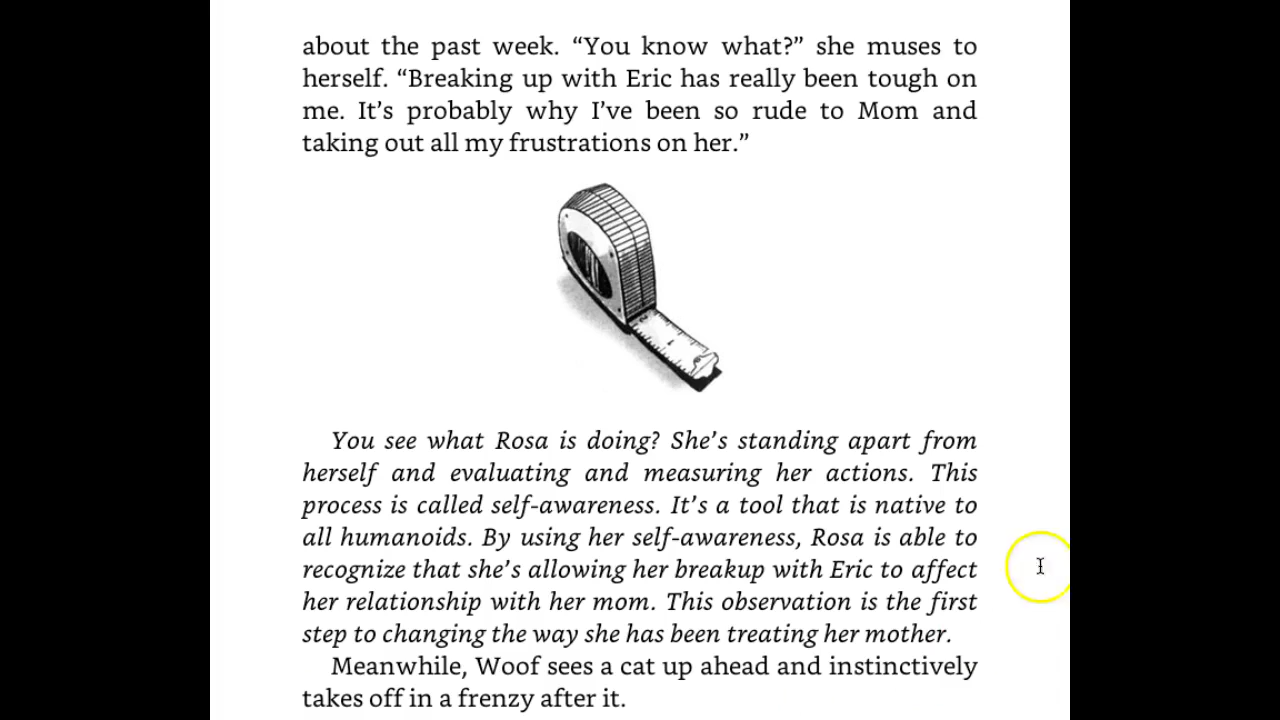 about the past week. “You know what?” she muses to
herself. “Breaking up with Eric has really been tough on
me. It’s probably why I’ve been so rude to Mom and
taking out all my frustrations on her.”
You see what Rosa is doing? She’s standing apart from
herself and evaluating and measuring her actions. This
process is called self-awareness. It’s a tool that is native to
all humanoids. By using her self-awareness, Rosa is able to
recognize that she’s allowing her breakup with Eric to affect
her relationship with her mom. This observation is the first
step to changing the way she has been treating her mother.
Meanwhile, Woof sees a cat up ahead and instinctively
takes off in a frenzy after it.